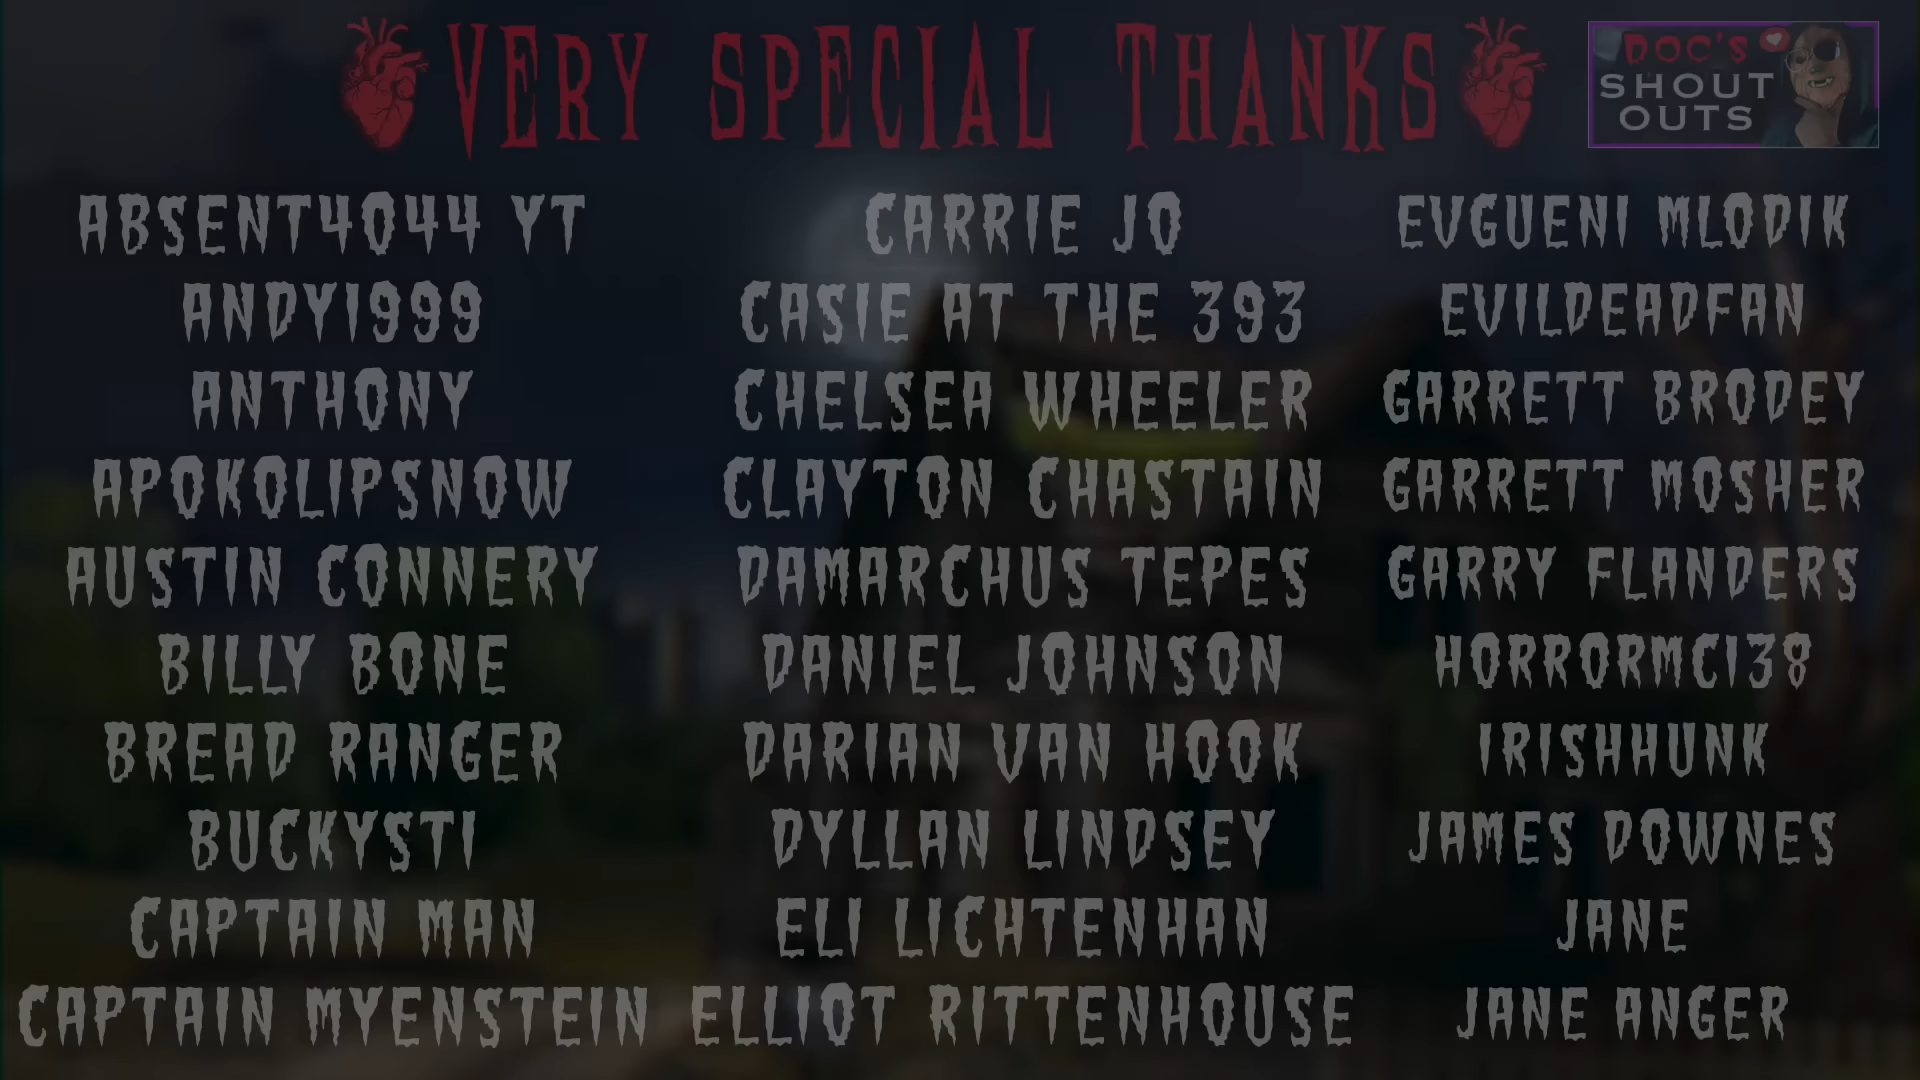 VERY SPECIAL THANKS
DOC'S
SHOUT
OUTS
ABSENT4044 YT
ANDY1999
ANTHONY
APOKOLIPSNOW
AUSTIN CONNERY
BILLY BONE
BREAD RANGER
BUCKYSTI
CAPTAIN MAN
CAPTAIN MYENSTEIN
CARRIE JO
CASIE AT THE 393
CHELSEA WHEELER
CLAYTON CHASTAIN
DAMARCHUS TEPES
DANIEL JOHNSON
DARIAN VAN HOOK
DYLLAN LINDSEY
ELI LICHTENHAN
ELLIOT RITTENHOUSE
EVGUENI MLODIK
EVILDEADFAN
GARRETT BRODEY
GARRETT MOSHER
GARRY FLANDERS
HORRORMC138
IRISHHUNK
JAMES DOWNES
JANE
JANE ANGER